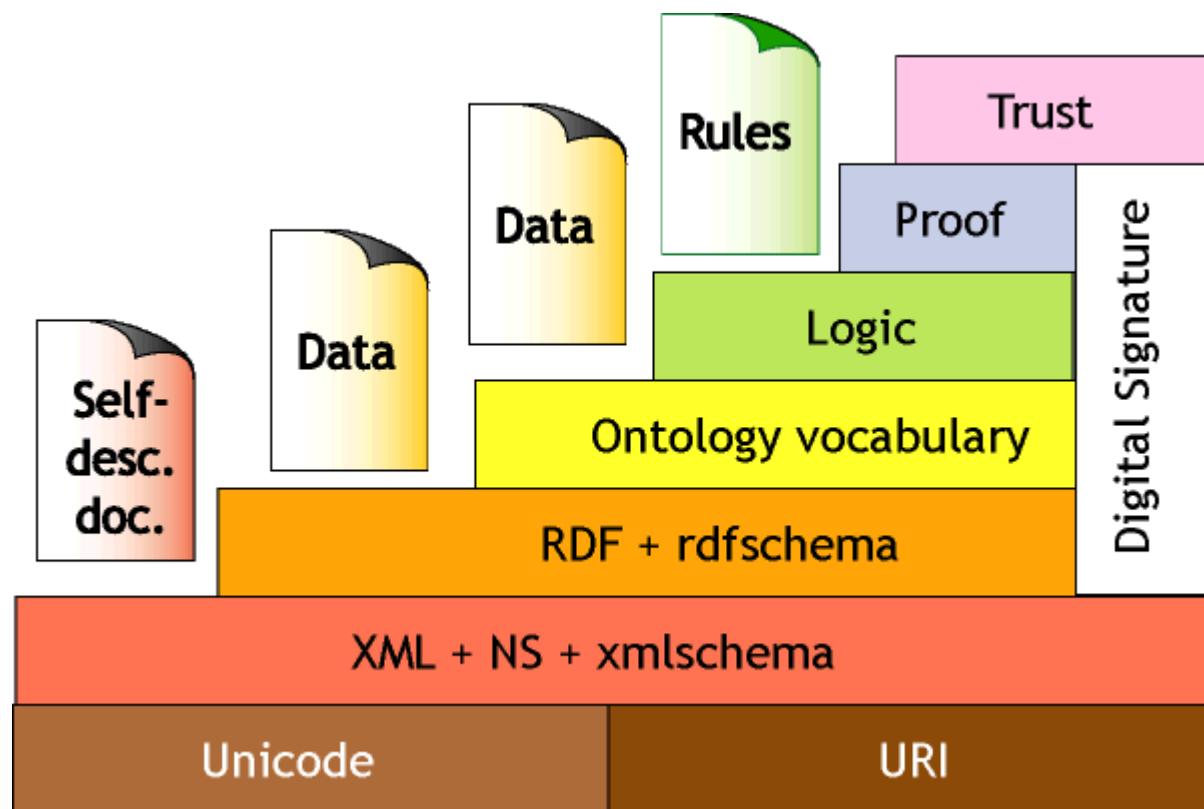 Rules
Trust
Data
Proof
Data
Logic
Self-
desc.
doc.
Ontology vocabulary
Digital Signature
RDF + rdfschema
XML + NS + xmlschema
Unicode
URI